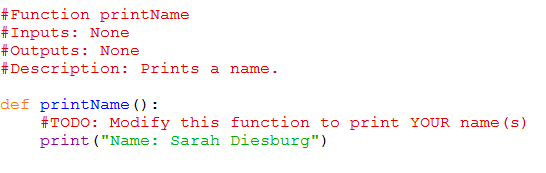 #Function printName
#Inputs: None
#Outputs: None
#Description: Prints a name.

def printName():
    #TODO: Modify this function to print YOUR name(s)
    print("Name: Sarah Diesburg")